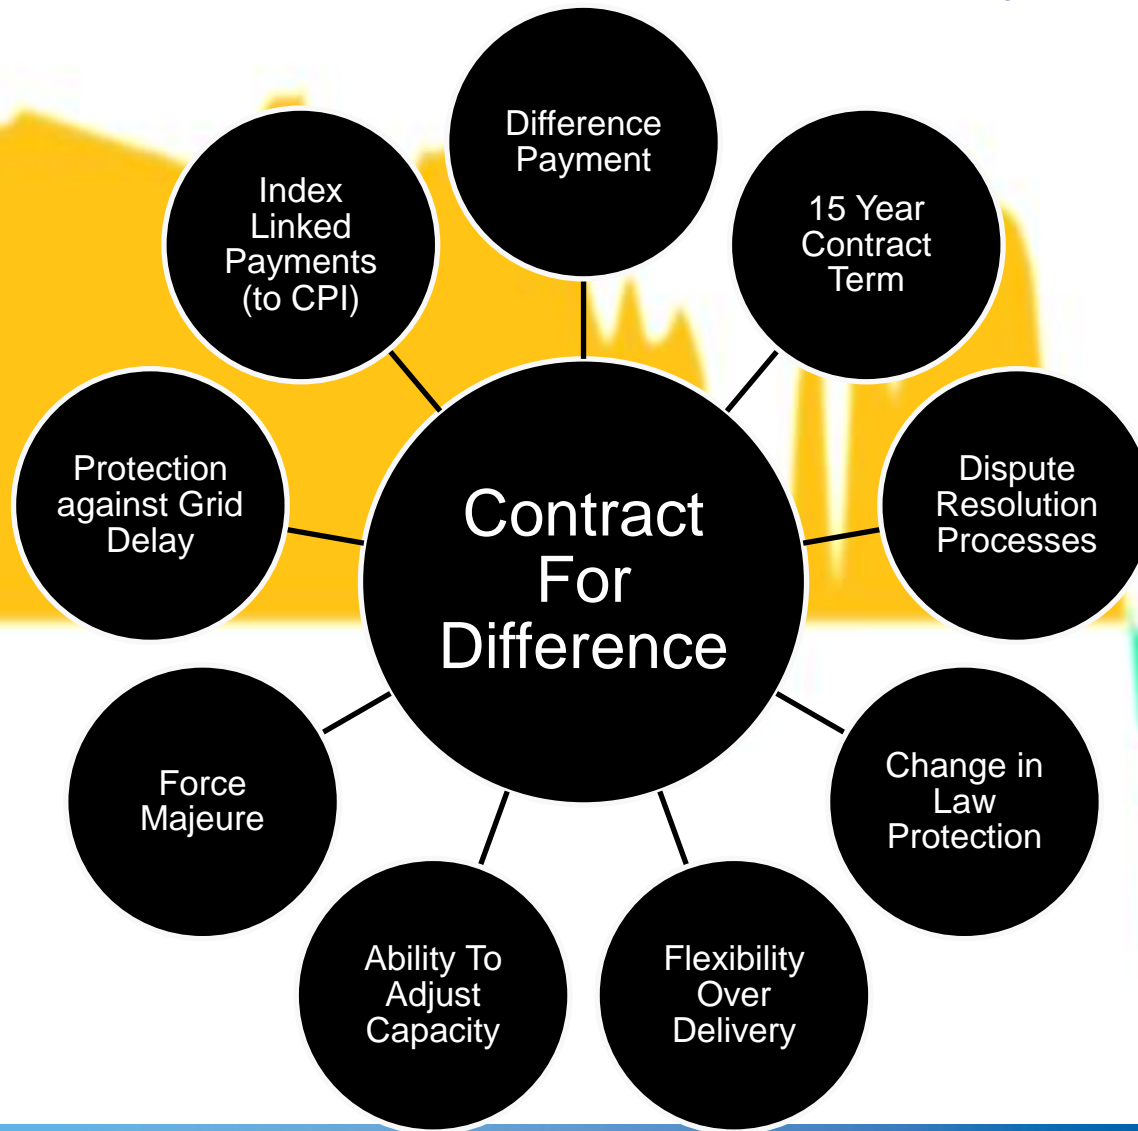 Difference
Payment
15 Year
Contract
Term
Dispute
Resolution
Processes
Change in
Law
Protection
Flexibility
Over
Delivery
Ability To
Adjust
Capacity
Force
Majeure
Protection
against Grid
Delay
Index
Linked
Payments
(to CPI)
Contract
For
Difference